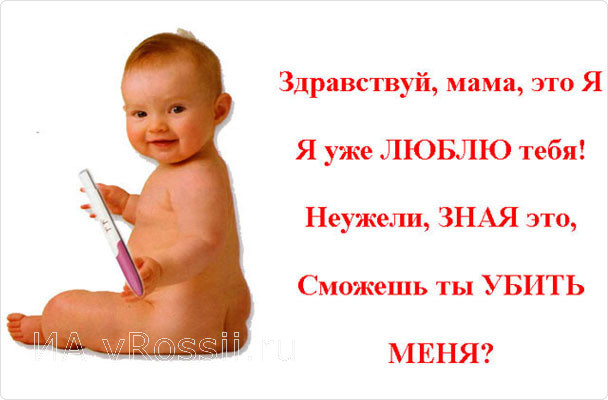 Здравствуй, мама, это Я
Я уже ЛЮБЛЮ тебя!
Неужели, ЗНАЯ это,
Сможешь ты УБИТЬ
МЕНЯ?
ИА vRossii.ru